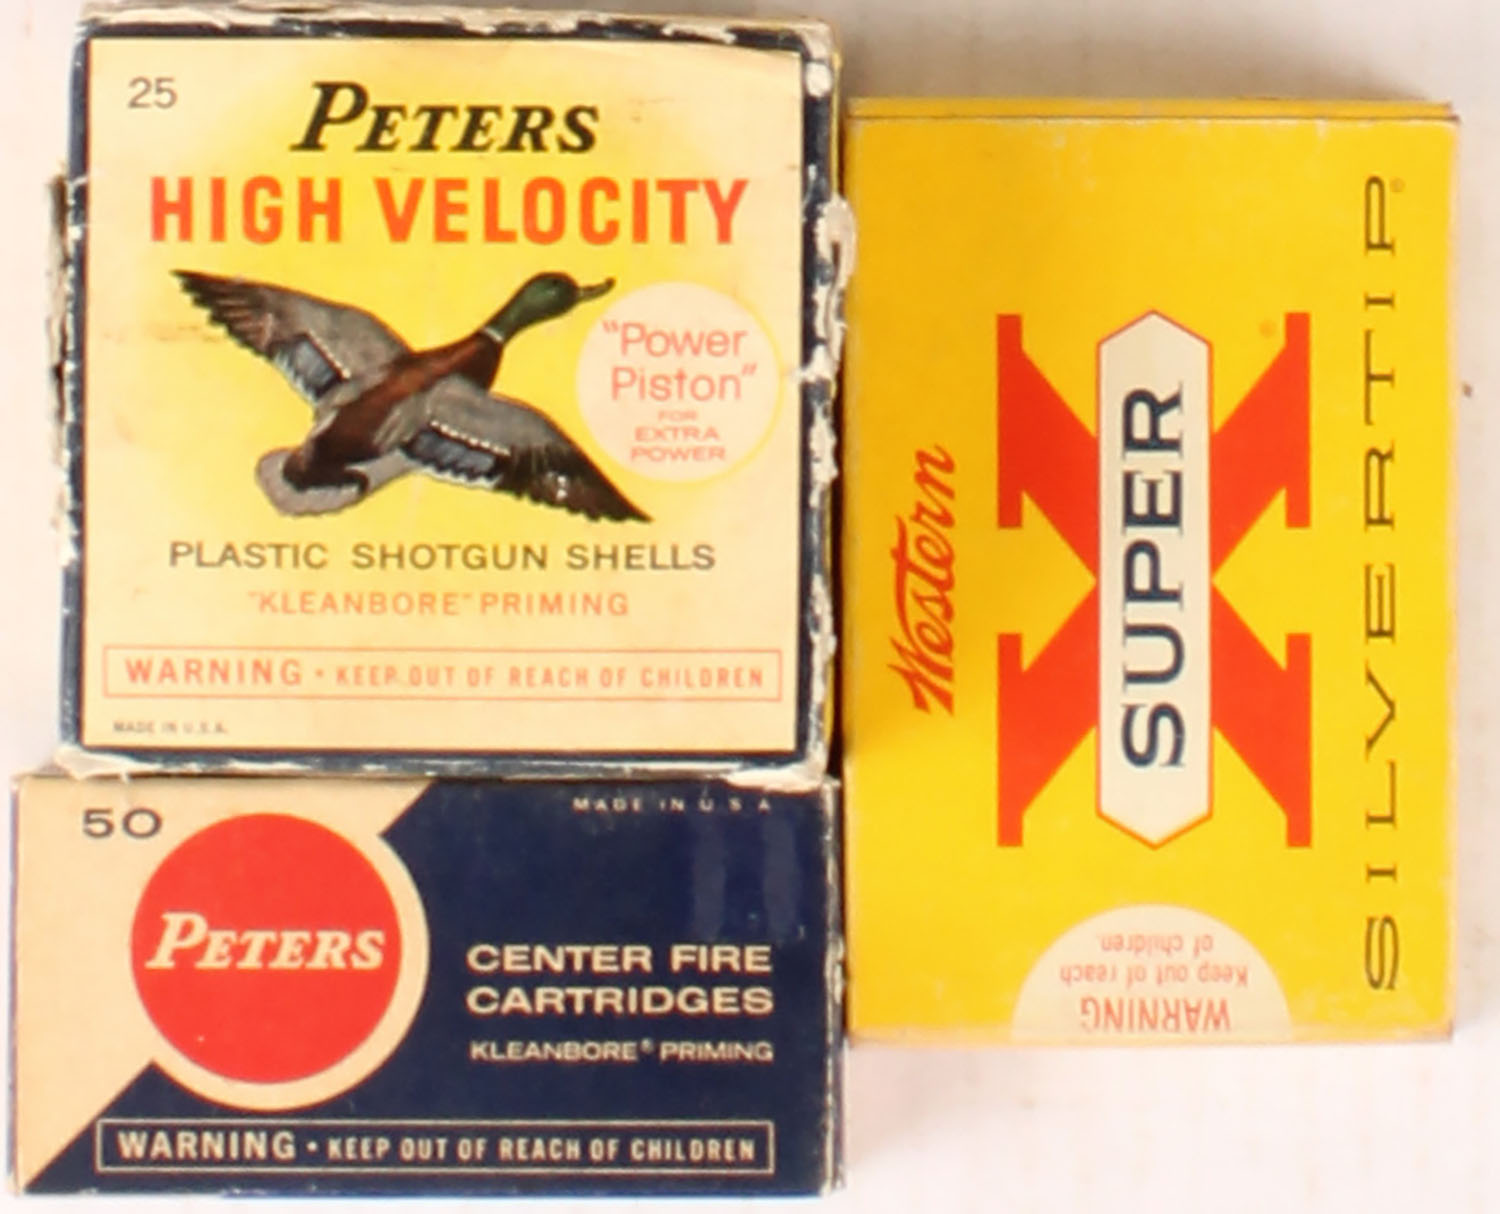 25
PETERS
HIGH VELOCITY
"Power
Piston"
FOR
EXTRA
POWER
PLASTIC SHOTGUN SHELLS
"KLEANBORE" PRIMING
WARNING • KEEP OUT OF REACH OF CHILDREN
MADE IN U.S.A.
50
MADE IN U S A
PETERS
CENTER FIRE
CARTRIDGES
KLEANBORE® PRIMING
WARNING • KEEP OUT OF REACH OF CHILDREN
Western
SUPER X®
SILVERTIP®
WARNING
Keep out of reach
of children.